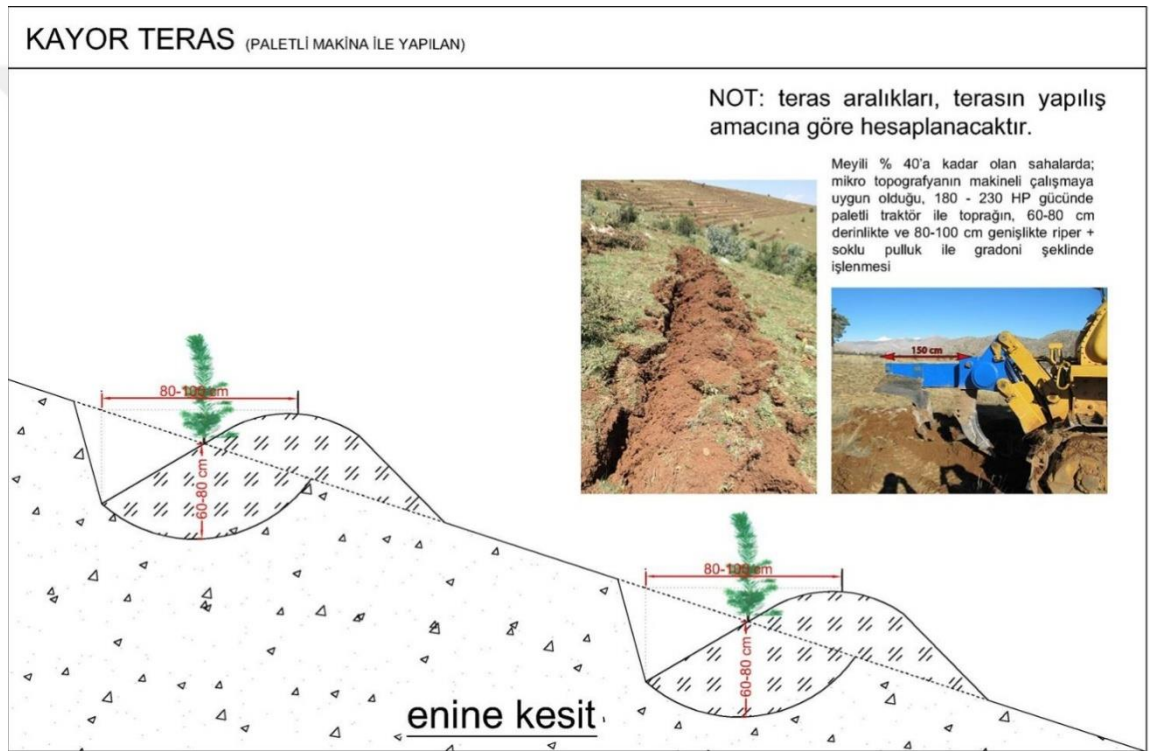 KAYOR TERAS (PALETLİ MAKİNA İLE YAPILAN)
NOT: teras aralıkları, terasın yapılış
amacına göre hesaplanacaktır.
Meyili % 40'a kadar olan sahalarda;
mikro topografyanın makineli çalışmaya
uygun olduğu, 180 - 230 HP gücünde
paletli traktör ile toprağın, 60-80 cm
derinlikte ve 80-100 cm genişlikte riper +
soklu pulluk ile gradoni şeklinde
işlenmesi
150 cm
80-100 cm
60-80 cm
80-100 cm
60-80 cm
enine kesit